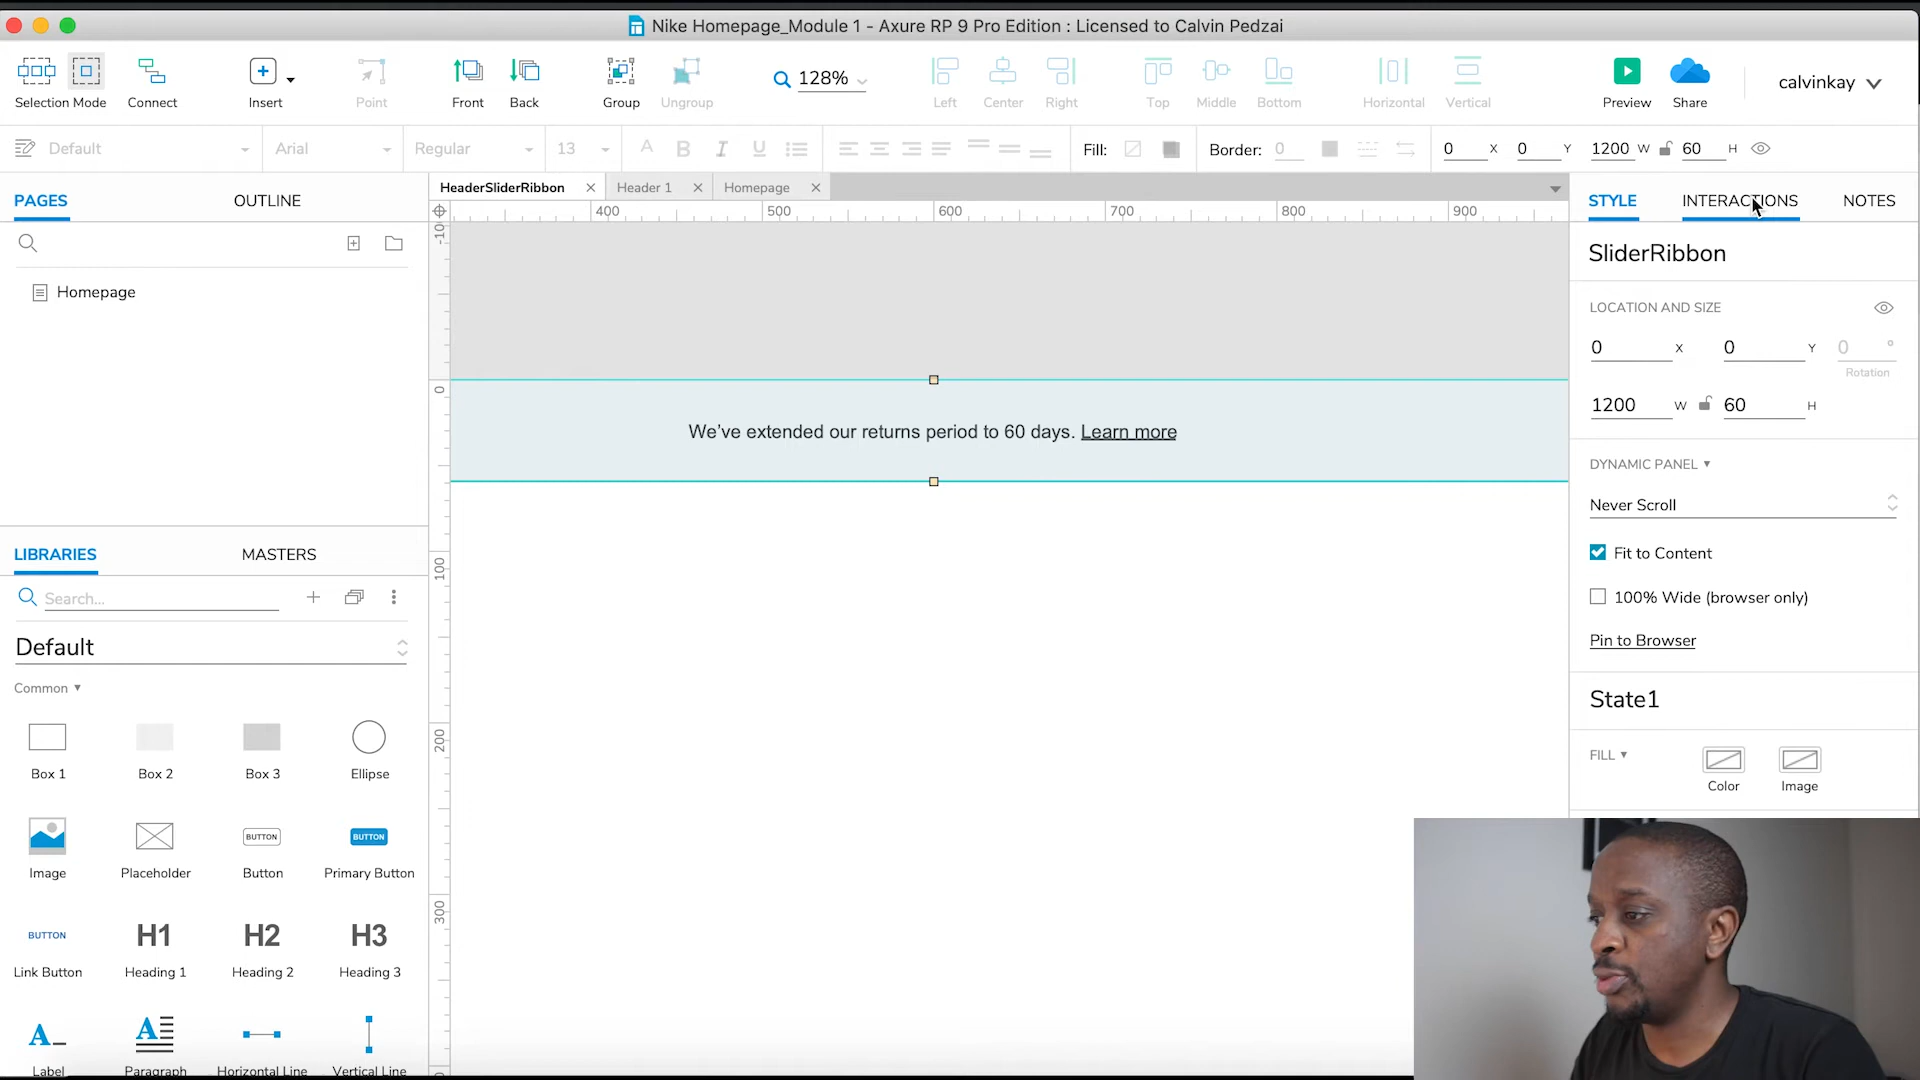 Nike Homepage_Module 1 - Axure RP 9 Pro Edition : Licensed to Calvin Pedzai
Selection Mode
Connect
Insert
Point
Front
Back
Group
Ungroup
128%
Left
Center
Right
Top
Middle
Bottom
Horizontal
Vertical
Preview
Share
calvinkay
Default
Arial
Regular
13
Fill:
Border: 0
0 X
0 Y
1200 W
60 H
PAGES
OUTLINE
HeaderSliderRibbon
Header 1
Homepage
STYLE
INTERACTIONS
NOTES
400 500 600 700 800 900
-10
0
100
200
300
Homepage
We've extended our returns period to 60 days. Learn more
SliderRibbon
LOCATION AND SIZE
0 X 0 Y 0 °
Rotation
1200 W 60 H
DYNAMIC PANEL
Never Scroll
Fit to Content
100% Wide (browser only)
Pin to Browser
State1
FILL
Color
Image
LIBRARIES
MASTERS
Search...
Default
Common
Box 1
Box 2
Box 3
Ellipse
Image
Placeholder
BUTTON
Button
BUTTON
Primary Button
BUTTON
Link Button
H1
Heading 1
H2
Heading 2
H3
Heading 3
A
Label
A
Paragraph
Horizontal Line
Vertical Line